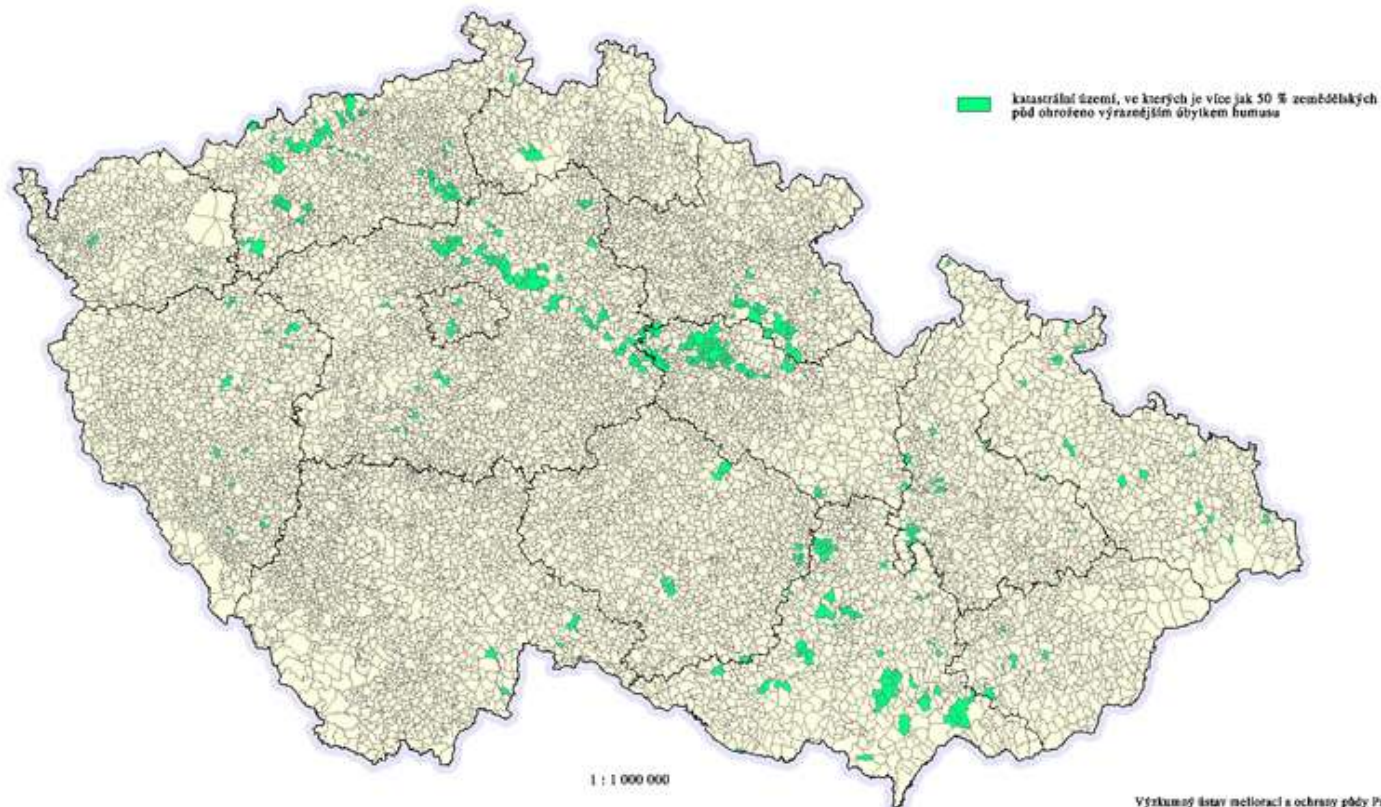 katastrální území, ve kterých je více jak 50 % zemědělských
půd ohroženo výraznějším úbytkem humusu
1 : 1 000 000
Výzkumný ústav meliorací a ochrany půdy